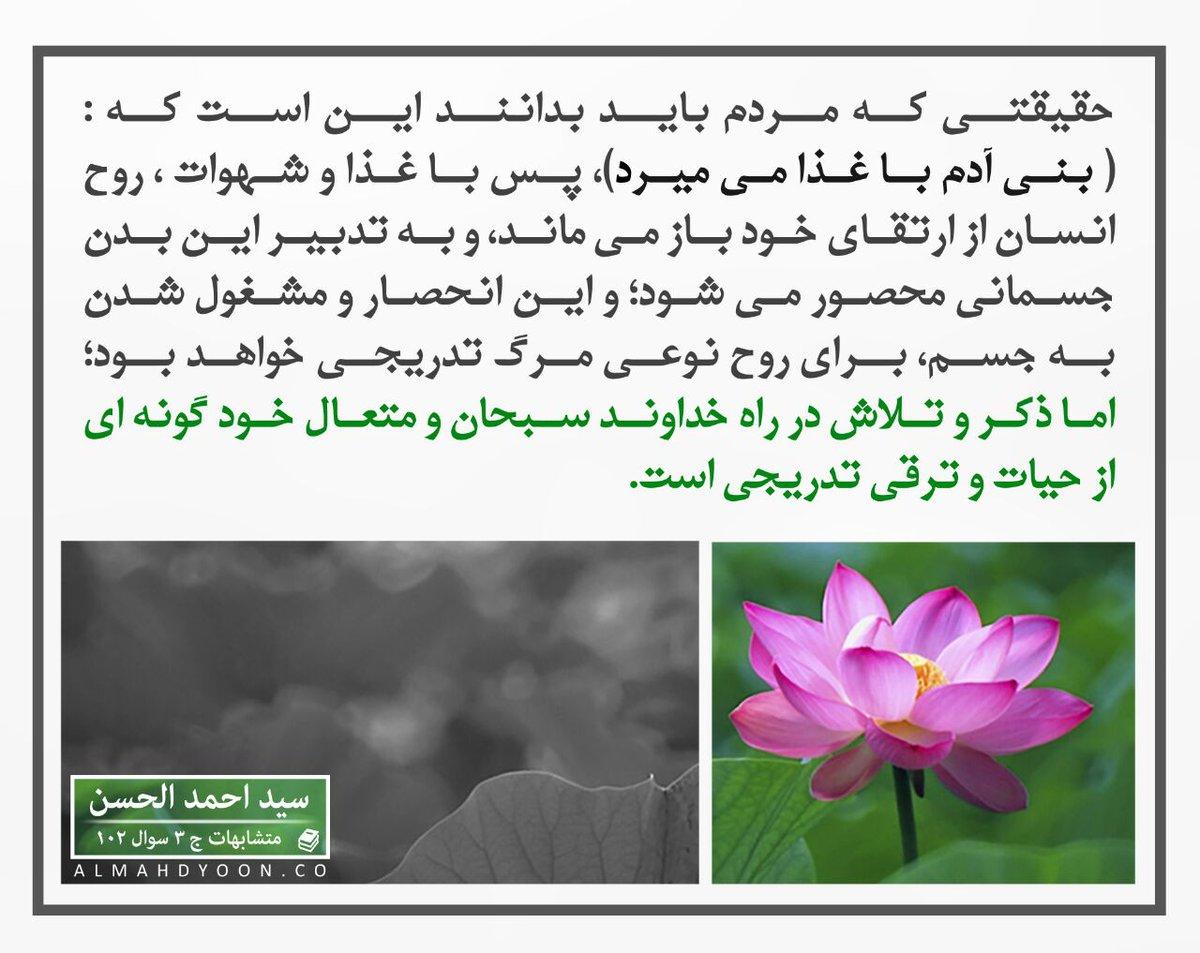 حقیقتی که مردم باید بدانند این است که :
( بنی آدم با غذا می میرد)، پس با غذا و شهوات ، روح
انسان از ارتقای خود باز می ماند، و به تدبیر این بدن
جسمانی محصور می شود؛ و این انحصار و مشغول شدن
به جسم، برای روح نوعی مرگ تدریجی خواهد بود؛
اما ذکر و تلاش در راه خداوند سبحان و متعال خود گونه ای
از حیات و ترقی تدریجی است.
سید احمد الحسن
متشابهات ج ۳ سوال ۱۰۲
ALMAHDYOON.CO